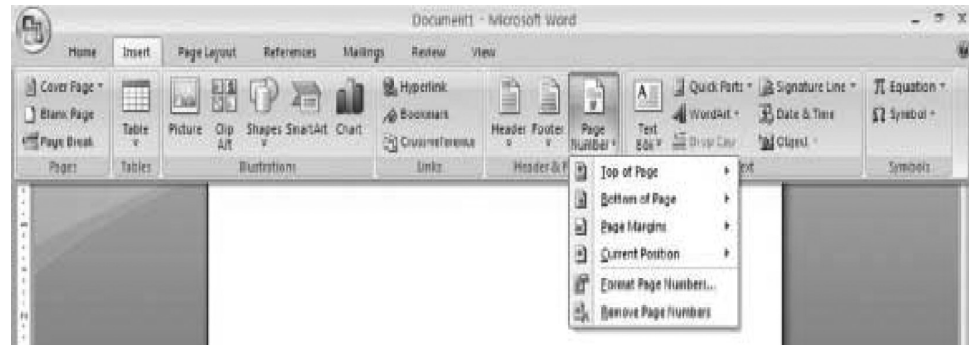 Document1 - Microsoft Word
Home Insert Page Layout References Mailings Review View
Cover Page
Blank Page
Page Break
Table
Picture
Clip Art
Shapes
SmartArt
Chart
Hyperlink
Bookmark
Cross-reference
Header
Footer
Page Number
Text Box
Quick Parts
WordArt
Drop Cap
Signature Line
Date & Time
Object
Equation
Symbol
Pages Tables Illustrations Links Header & F Symbols
Top of Page
Bottom of Page
Page Margins
Current Position
Format Page Numbers...
Remove Page Numbers